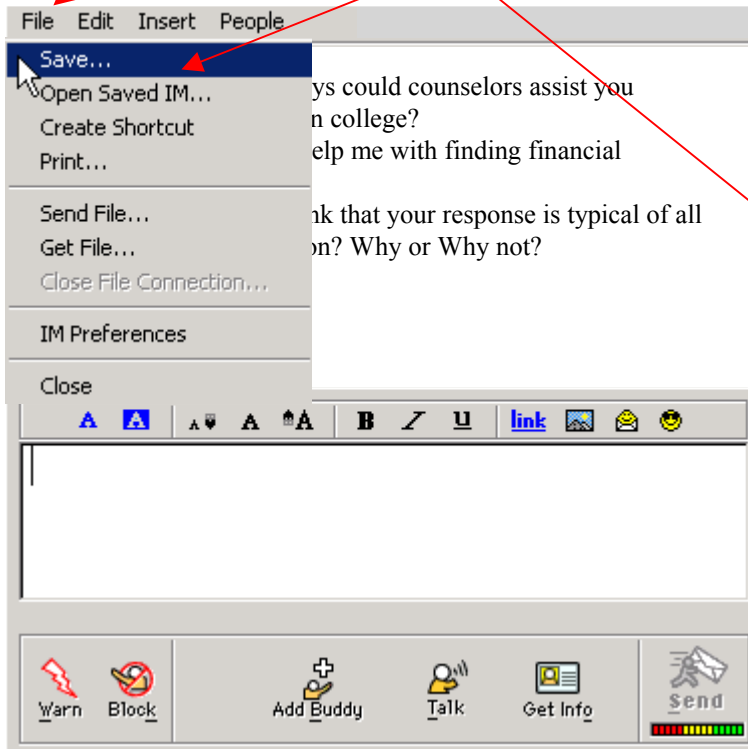 File Edit Insert People
Save...
Open Saved IM...
Create Shortcut
Print...
Send File...
Get File...
Close File Connection...
IM Preferences
Close
ys could counselors assist you
n college?
elp me with finding financial
nk that your response is typical of all
on? Why or Why not?
A A A A A B I U link
Warn Block Add Buddy Talk Get Info Send